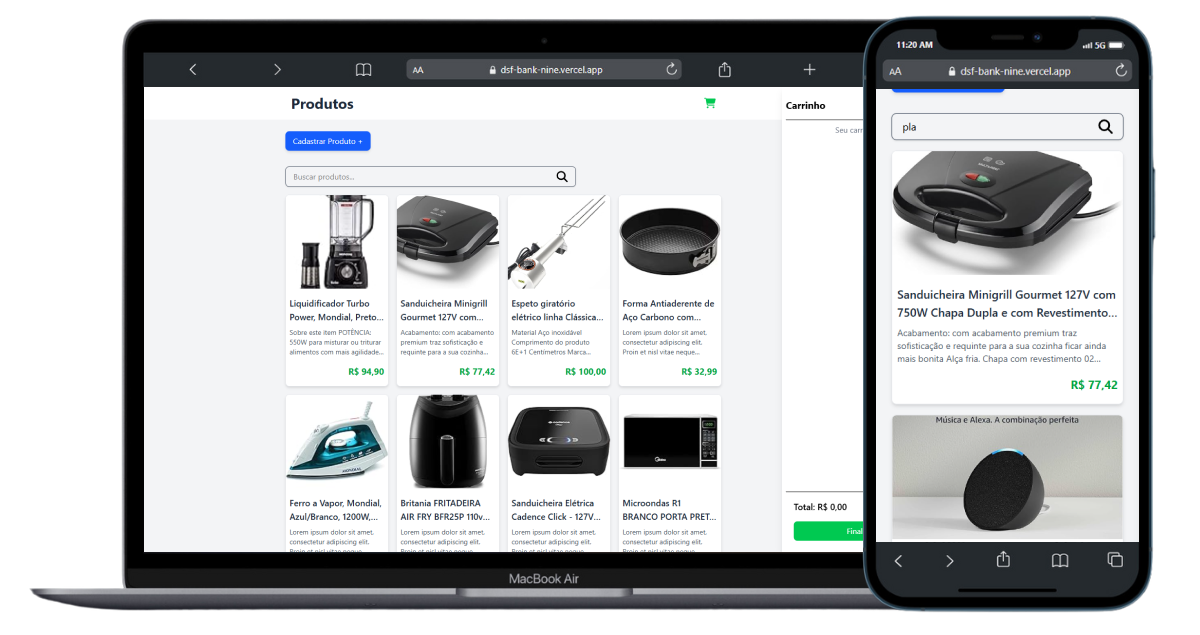 AA dsf-bank-nine.vercel.app
Produtos
Carrinho
Cadastrar Produto +
Seu carr
Buscar produtos...
Liquidificador Turbo
Power, Mondial, Preto...
Sobre este item POTÊNCIA:
550W para misturar ou triturar
alimentos com mais agilidade...
R$ 94,90
Sanduicheira Minigrill
Gourmet 127V com...
Acabamento: com acabamento
premium traz sofisticação e
requinte para a sua cozinha...
R$ 77,42
Espeto giratório
elétrico linha Clássica...
Material Aço inoxidável
Comprimento do produto
6E+1 Centímetros Marca...
R$ 100,00
Forma Antiaderente de
Aço Carbono com...
Lorem ipsum dolor sit amet,
consectetur adipiscing elit.
Proin et nisl vitae neque...
R$ 32,99
Ferro a Vapor, Mondial,
Azul/Branco, 1200W,...
Lorem ipsum dolor sit amet,
consectetur adipiscing elit.
Proin et nisl vitae neque
Britania FRITADEIRA
AIR FRY BFR25P 110v...
Lorem ipsum dolor sit amet,
consectetur adipiscing elit.
Proin et nisl vitae neque
Sanduicheira Elétrica
Cadence Click - 127V...
Lorem ipsum dolor sit amet,
consectetur adipiscing elit.
Proin et nisl vitae neque
Microondas R1
BRANCO PORTA PRET...
Lorem ipsum dolor sit amet,
consectetur adipiscing elit.
Proin et nisl vitae neque
Total: R$ 0,00
Final
MacBook Air
11:20 AM 5G
AA dsf-bank-nine.vercel.app
pla
Sanduicheira Minigrill Gourmet 127V com
750W Chapa Dupla e com Revestimento...
Acabamento: com acabamento premium traz
sofisticação e requinte para a sua cozinha ficar ainda
mais bonita Alça fria. Chapa com revestimento 02...
R$ 77,42
Música e Alexa. A combinação perfeita